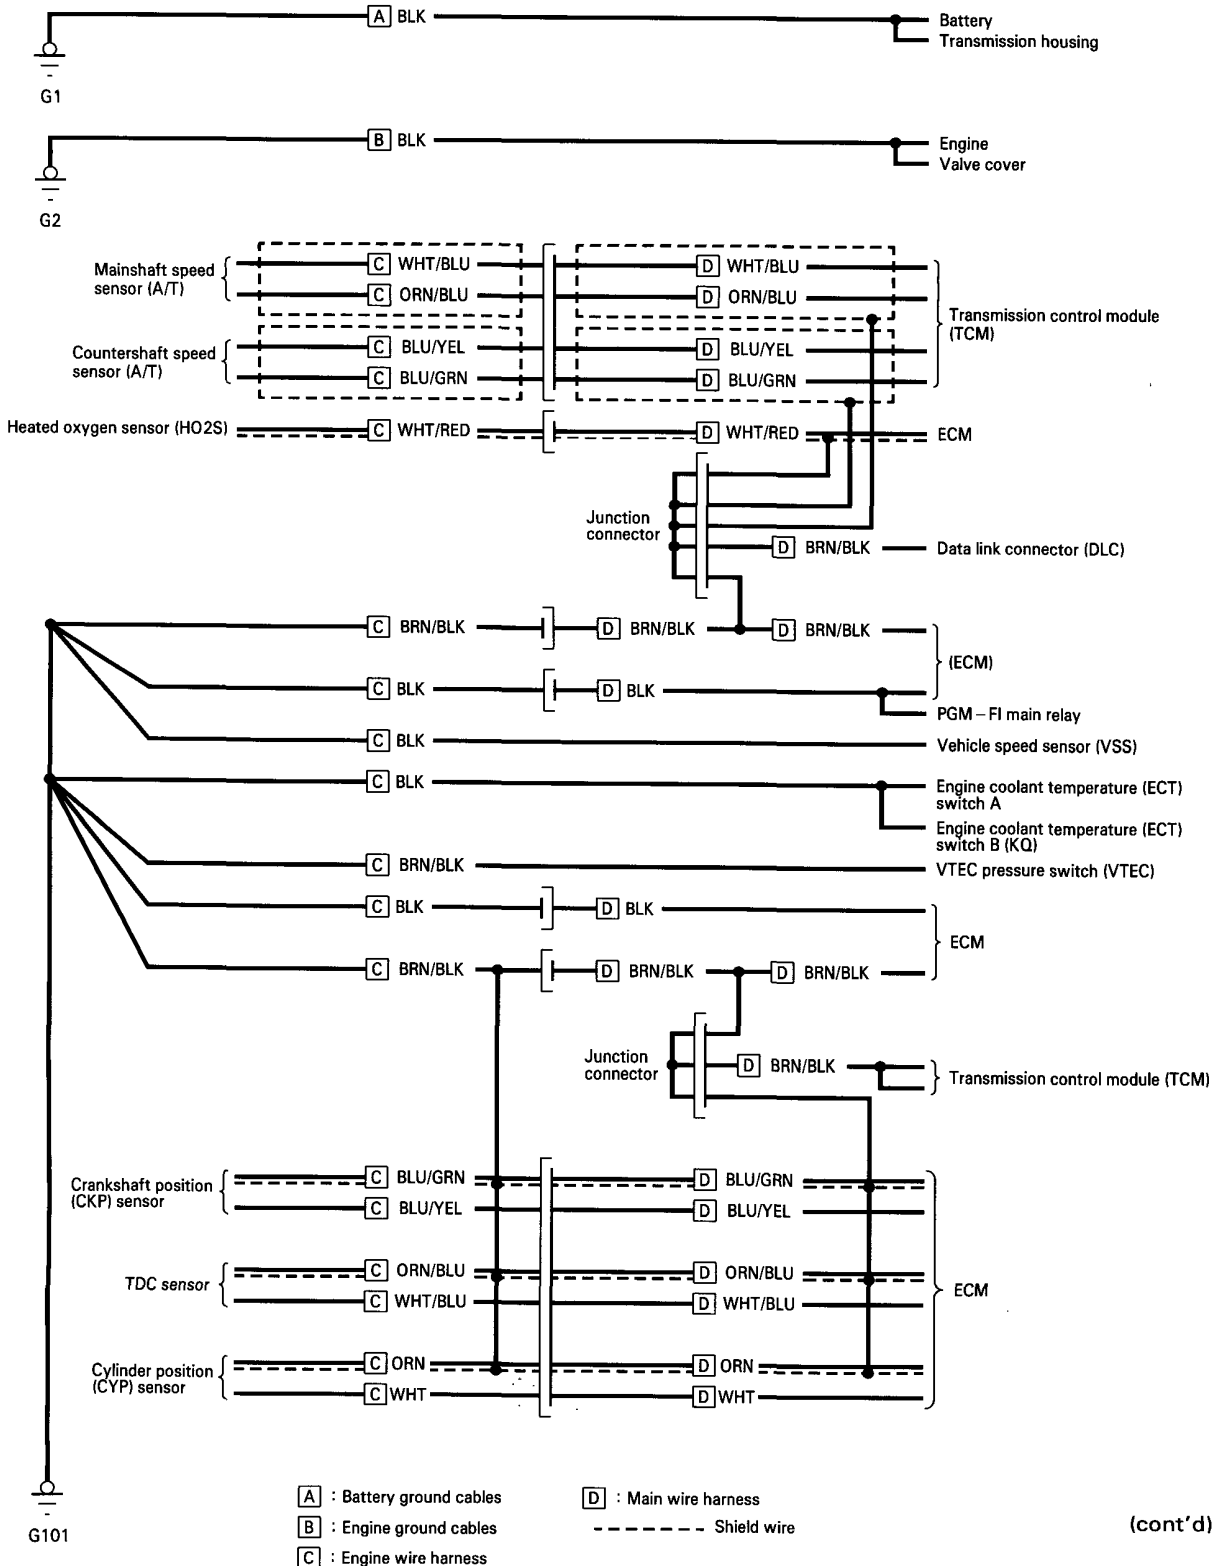 A BLK
Battery
Transmission housing
G1
B BLK
Engine
Valve cover
G2
Mainshaft speed
sensor (A/T)
C WHT/BLU
D WHT/BLU
C ORN/BLU
D ORN/BLU
Transmission control module
(TCM)
Countershaft speed
sensor (A/T)
C BLU/YEL
D BLU/YEL
C BLU/GRN
D BLU/GRN
Heated oxygen sensor (HO2S)
C WHT/RED
D WHT/RED
ECM
Junction
connector
D BRN/BLK
Data link connector (DLC)
C BRN/BLK
D BRN/BLK
D BRN/BLK
(ECM)
C BLK
D BLK
PGM – FI main relay
C BLK
Vehicle speed sensor (VSS)
C BLK
Engine coolant temperature (ECT)
switch A
Engine coolant temperature (ECT)
switch B (KQ)
C BRN/BLK
VTEC pressure switch (VTEC)
C BLK
D BLK
ECM
C BRN/BLK
D BRN/BLK
D BRN/BLK
Junction
connector
D BRN/BLK
Transmission control module (TCM)
Crankshaft position
(CKP) sensor
C BLU/GRN
D BLU/GRN
C BLU/YEL
D BLU/YEL
TDC sensor
C ORN/BLU
D ORN/BLU
C WHT/BLU
D WHT/BLU
ECM
Cylinder position
(CYP) sensor
C ORN
D ORN
C WHT
D WHT
G101
A : Battery ground cables
B : Engine ground cables
C : Engine wire harness
D : Main wire harness
Shield wire
(cont'd)